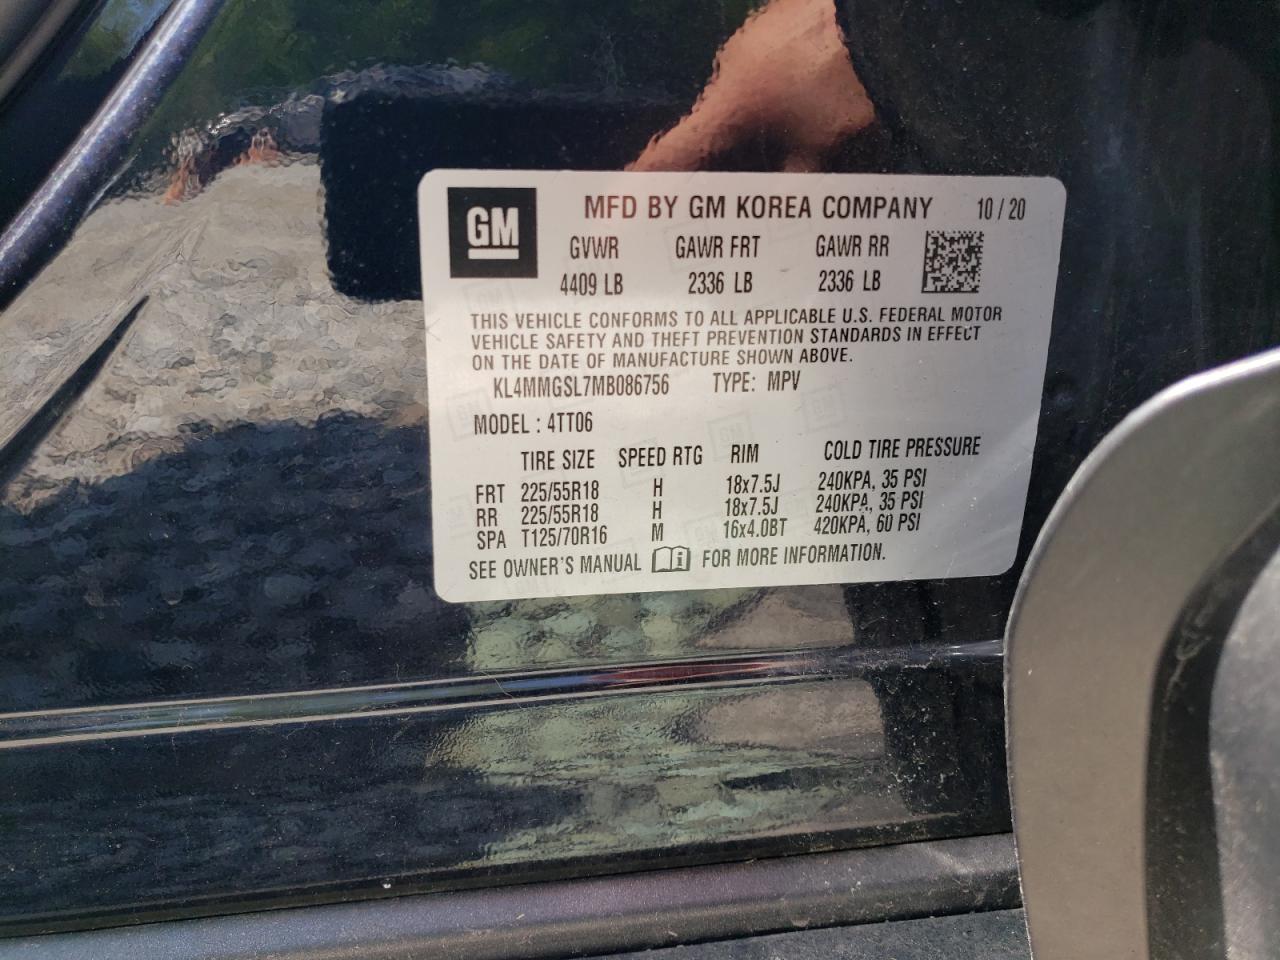 GM
MFD BY GM KOREA COMPANY 10 / 20
GVWR GAWR FRT GAWR RR
4409 LB 2336 LB 2336 LB
THIS VEHICLE CONFORMS TO ALL APPLICABLE U.S. FEDERAL MOTOR
VEHICLE SAFETY AND THEFT PREVENTION STANDARDS IN EFFECT
ON THE DATE OF MANUFACTURE SHOWN ABOVE.
KL4MMGSL7MB086756 TYPE: MPV
MODEL : 4TT06
TIRE SIZE SPEED RTG RIM COLD TIRE PRESSURE
FRT 225/55R18 H 18x7.5J 240KPA, 35 PSI
RR 225/55R18 H 18x7.5J 240KPA, 35 PSI
SPA T125/70R16 M 16x4.0BT 420KPA, 60 PSI
SEE OWNER'S MANUAL i FOR MORE INFORMATION.